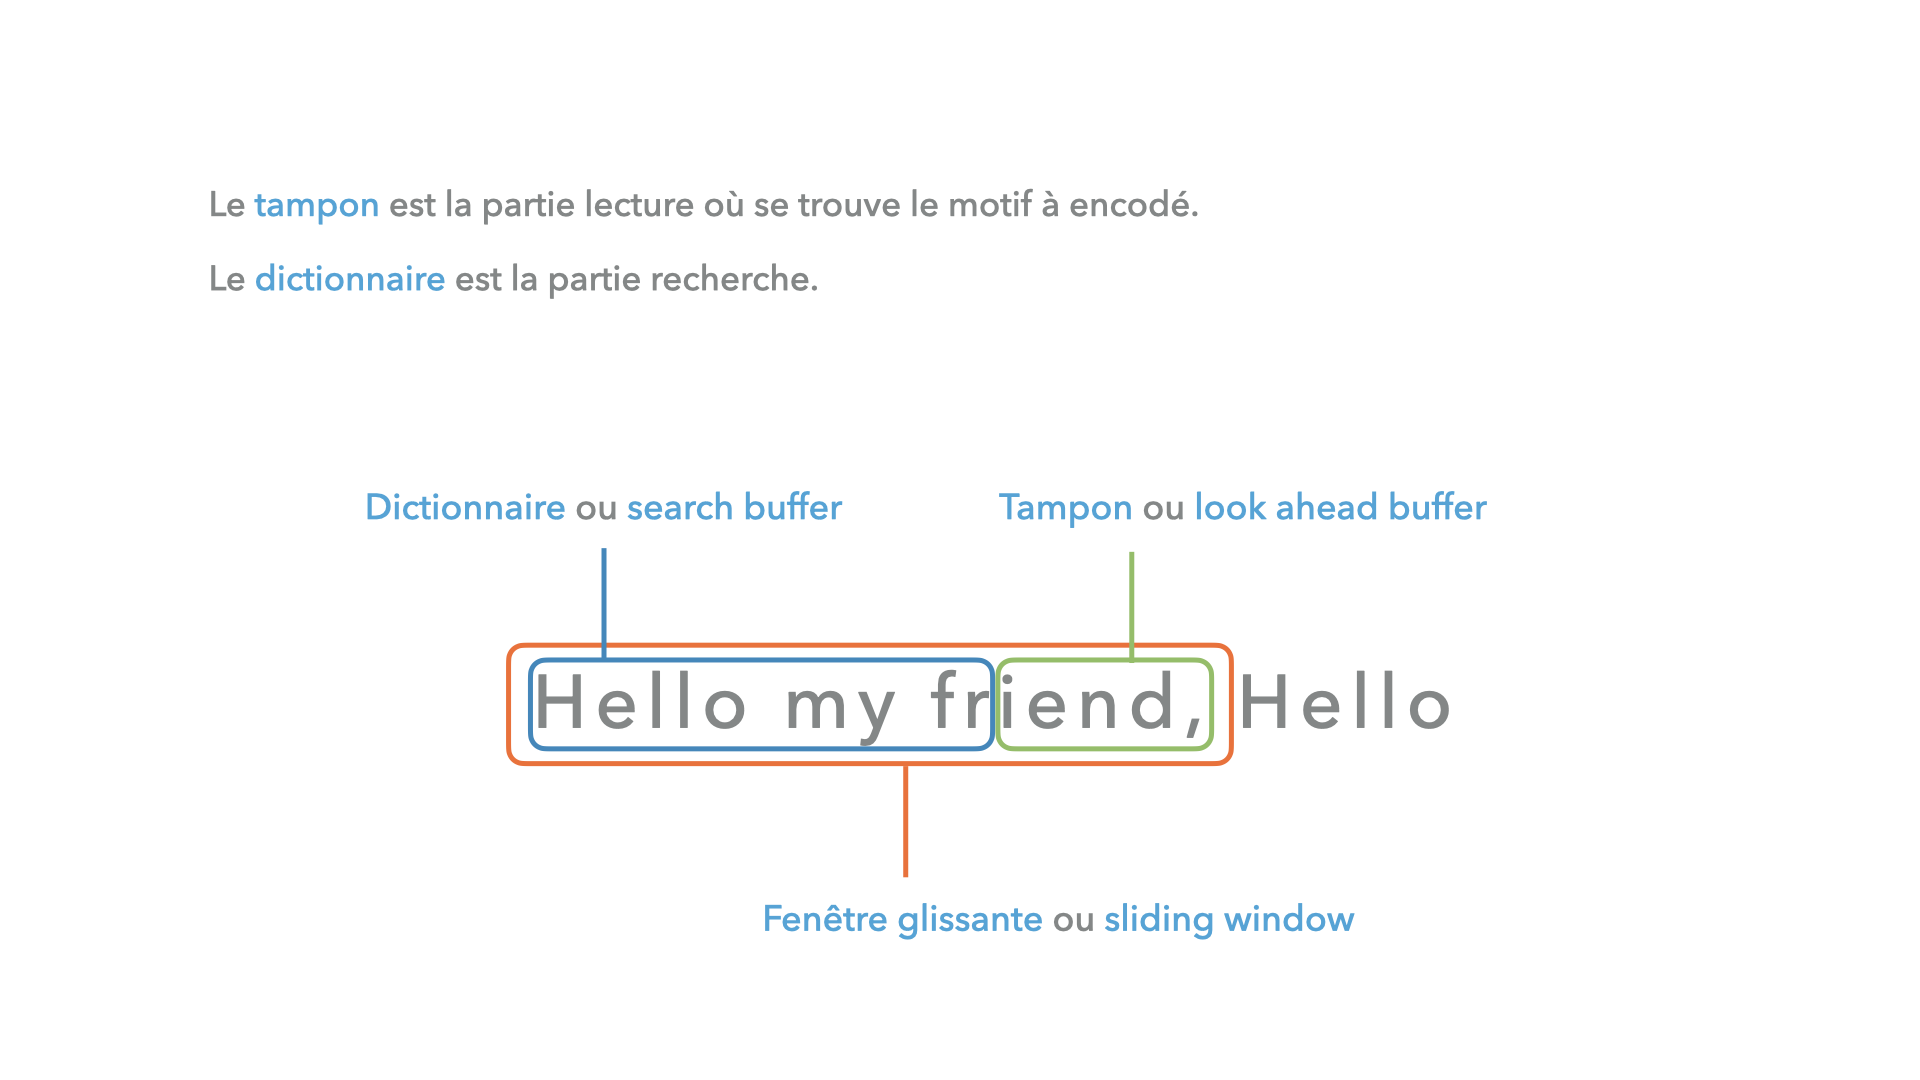 Le tampon est la partie lecture où se trouve le motif à encodé.
Le dictionnaire est la partie recherche.
Dictionnaire ou search buffer
Tampon ou look ahead buffer
Hello my friend, Hello
Fenêtre glissante ou sliding window